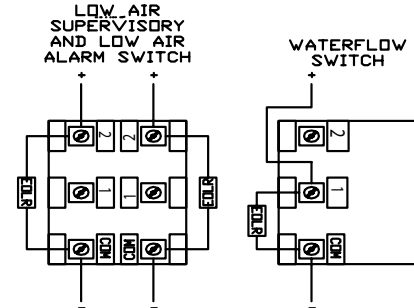 LOW AIR
SUPERVISORY
AND LOW AIR
ALARM SWITCH
WATERFLOW
SWITCH
+ +
+
2 2
2
EOLR 1 1 EOLR
EOLR 1
COM COM
COM
- -
-